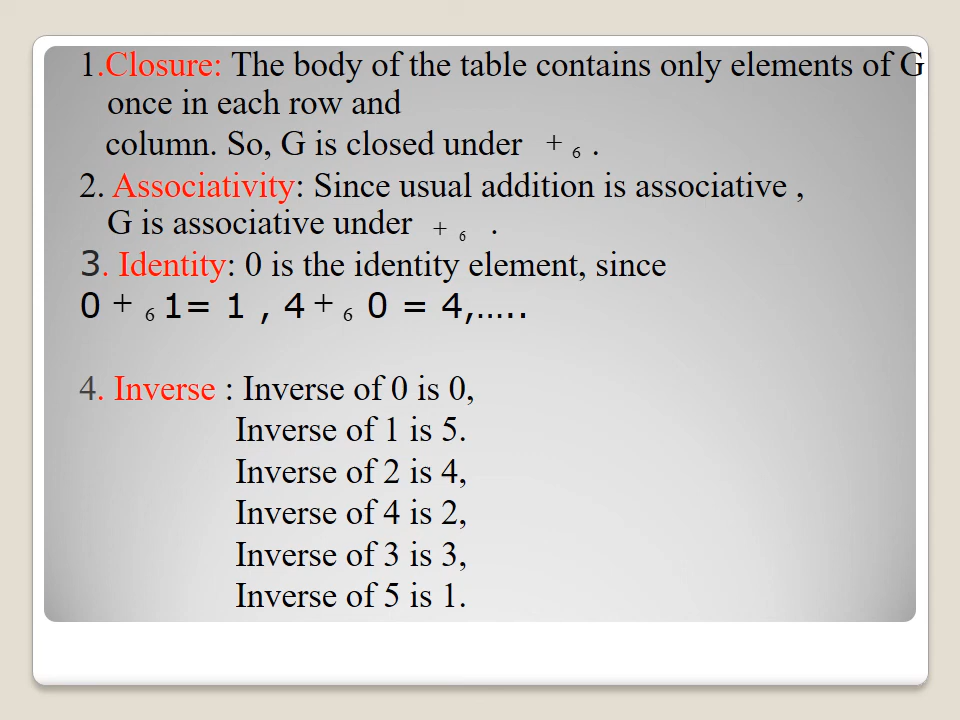 1.Closure: The body of the table contains only elements of G
once in each row and
column. So, G is closed under + 6 .
2. Associativity: Since usual addition is associative ,
G is associative under + 6 .
3. Identity: 0 is the identity element, since
0 + 6 1= 1 , 4 + 6 0 = 4,…..
4. Inverse : Inverse of 0 is 0,
Inverse of 1 is 5.
Inverse of 2 is 4,
Inverse of 4 is 2,
Inverse of 3 is 3,
Inverse of 5 is 1.